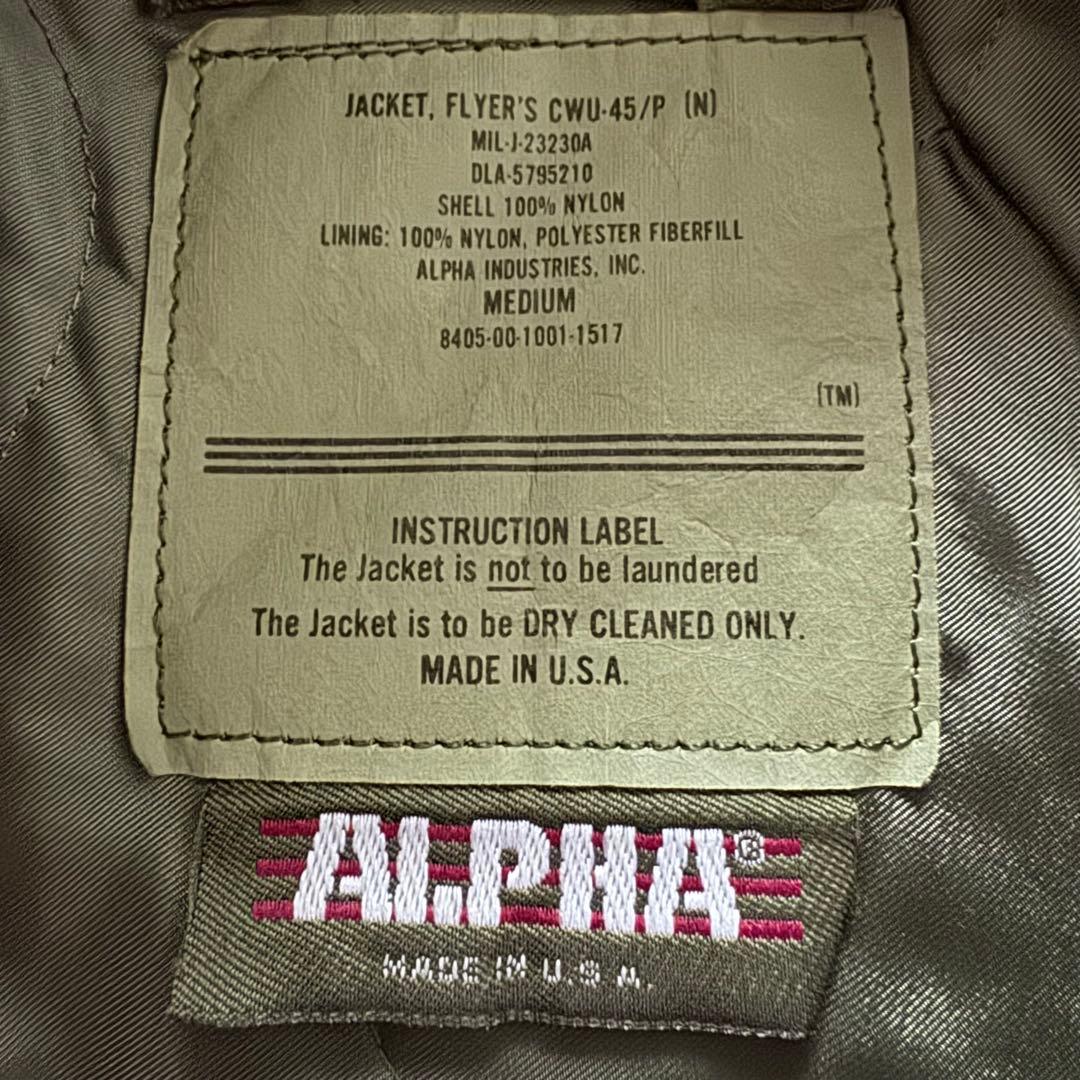 JACKET, FLYER'S CWU-45/P (N)
MIL-J-23230A
DLA-5795210
SHELL 100% NYLON
LINING: 100% NYLON, POLYESTER FIBERFILL
ALPHA INDUSTRIES, INC.
MEDIUM
8405-00-1001-1517
(TM)
INSTRUCTION LABEL
The Jacket is not to be laundered
The Jacket is to be DRY CLEANED ONLY.
MADE IN U.S.A.
ALPHA®
MADE IN U.S.A.